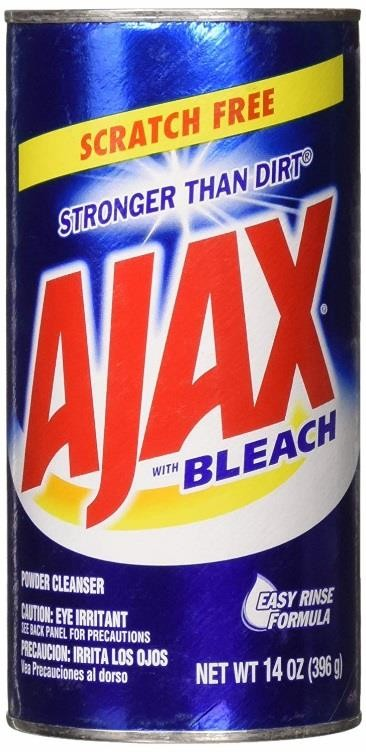 SCRATCH FREE
STRONGER THAN DIRT®
AJAX®
WITH BLEACH
POWDER CLEANSER
CAUTION: EYE IRRITANT
SEE BACK PANEL FOR PRECAUTIONS
PRECAUCION: IRRITA LOS OJOS
Vea Precauciones al dorso
EASY RINSE
FORMULA
NET WT 14 OZ (396 g)